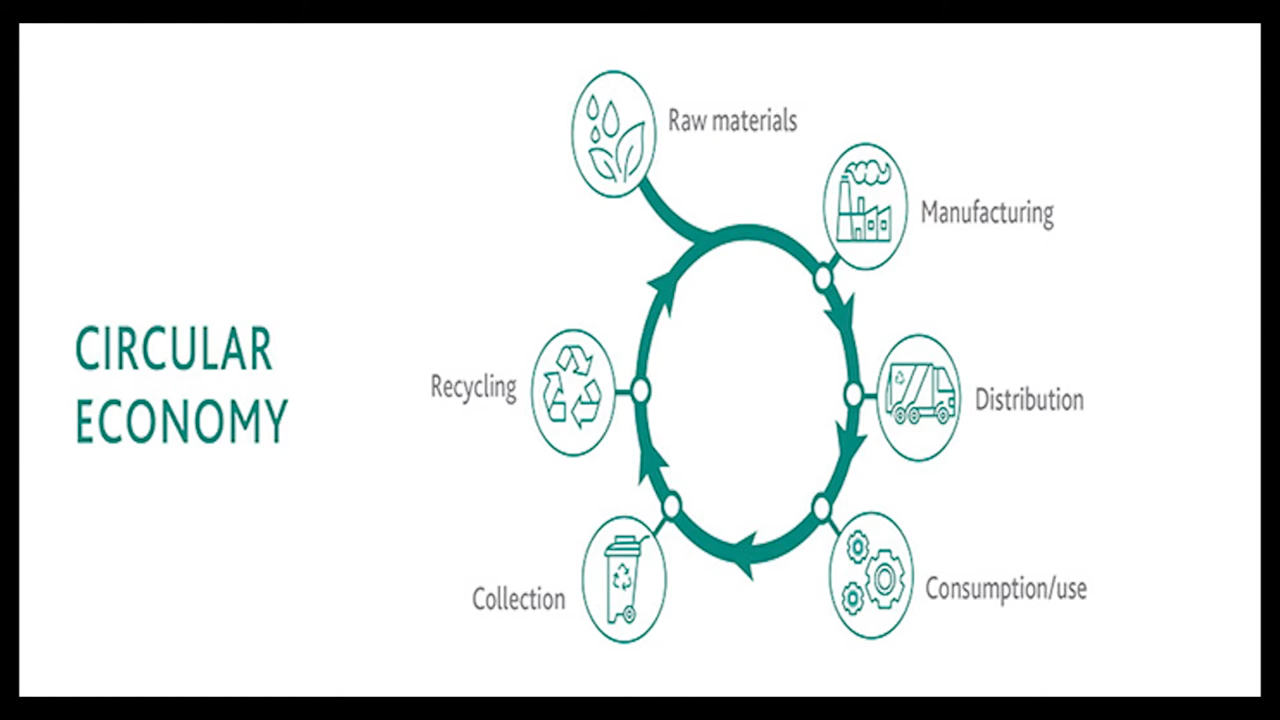 CIRCULAR
ECONOMY
Raw materials
Manufacturing
Distribution
Consumption/use
Collection
Recycling